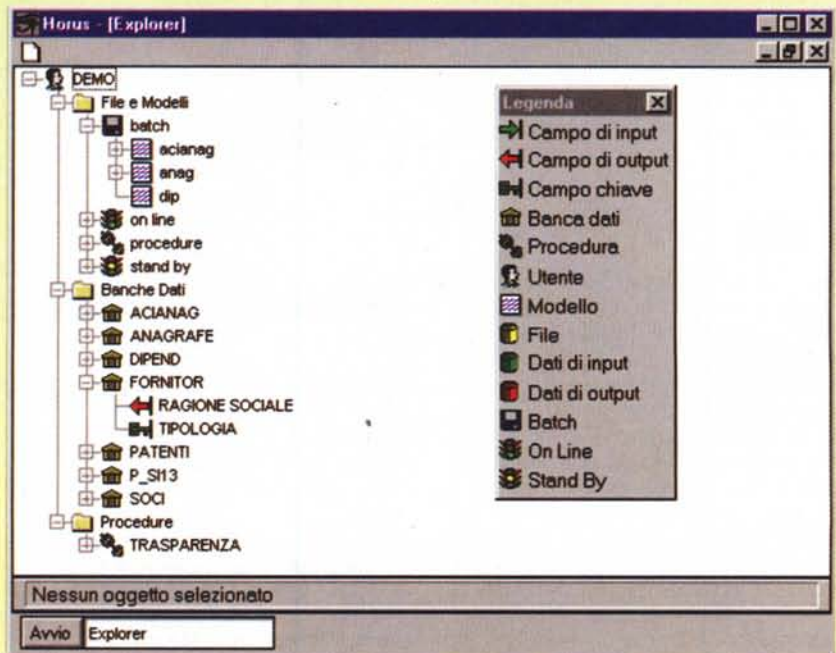 Horus - [Explorer]
DEMO
File e Modelli
batch
acianag
anag
dip
on line
procedure
stand by
Banche Dati
ACIANAG
ANAGRAFE
DIPEND
FORNITOR
RAGIONE SOCIALE
TIPOLOGIA
PATENTI
P_SI13
SOCI
Procedure
TRASPARENZA
Legenda
Campo di input
Campo di output
Campo chiave
Banca dati
Procedura
Utente
Modello
File
Dati di input
Dati di output
Batch
On Line
Stand By
Nessun oggetto selezionato
Avvio Explorer